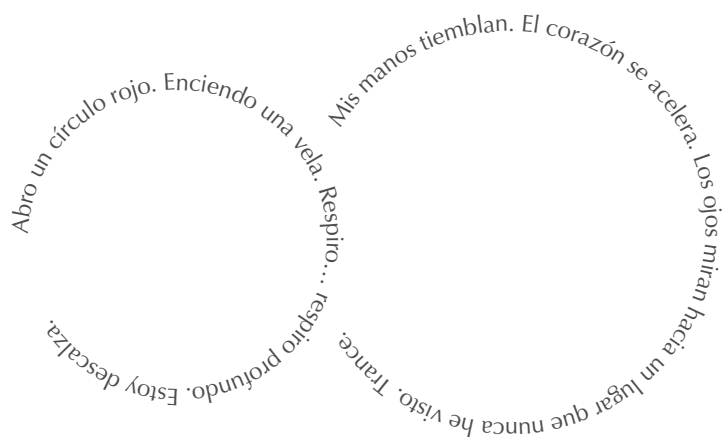 Abro un círculo rojo. Enciendo una vela. Respiro… respiro profundo. Estoy descalza.
Mis manos tiemblan. El corazón se acelera. Los ojos miran hacia un lugar que nunca he visto. Trance.